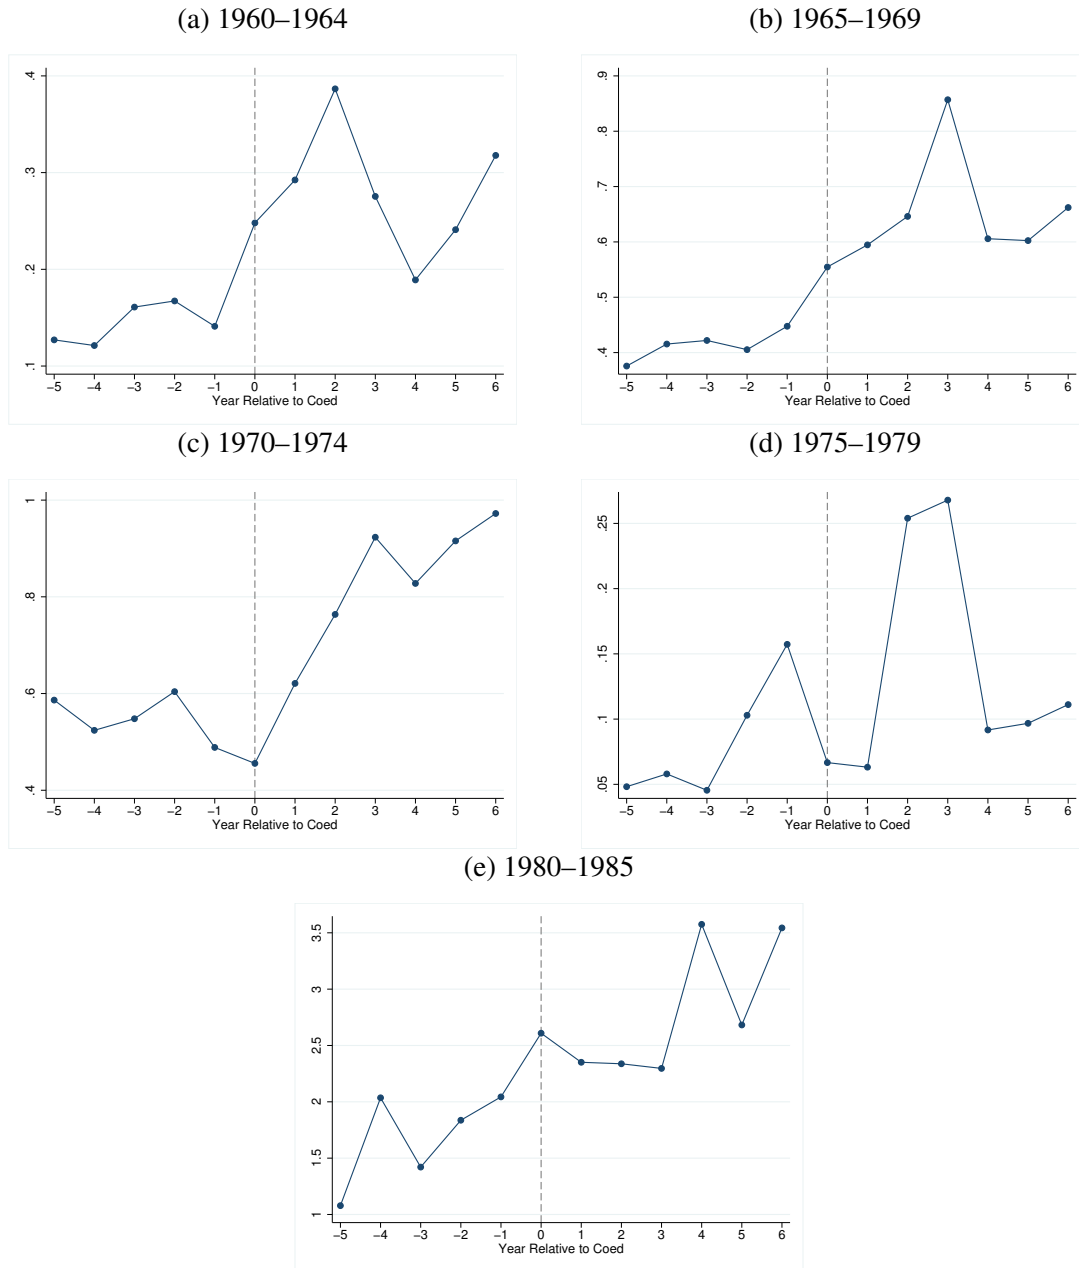 (a) 1960–1964
.4
.3
.2
.1
−5 −4 −3 −2 −1 0 1 2 3 4 5 6
Year Relative to Coed
(b) 1965–1969
.9
.8
.7
.6
.5
.4
−5 −4 −3 −2 −1 0 1 2 3 4 5 6
Year Relative to Coed
(c) 1970–1974
1
.8
.6
.4
−5 −4 −3 −2 −1 0 1 2 3 4 5 6
Year Relative to Coed
(d) 1975–1979
.25
.2
.15
.1
.05
−5 −4 −3 −2 −1 0 1 2 3 4 5 6
Year Relative to Coed
(e) 1980–1985
3.5
3
2.5
2
1.5
1
−5 −4 −3 −2 −1 0 1 2 3 4 5 6
Year Relative to Coed